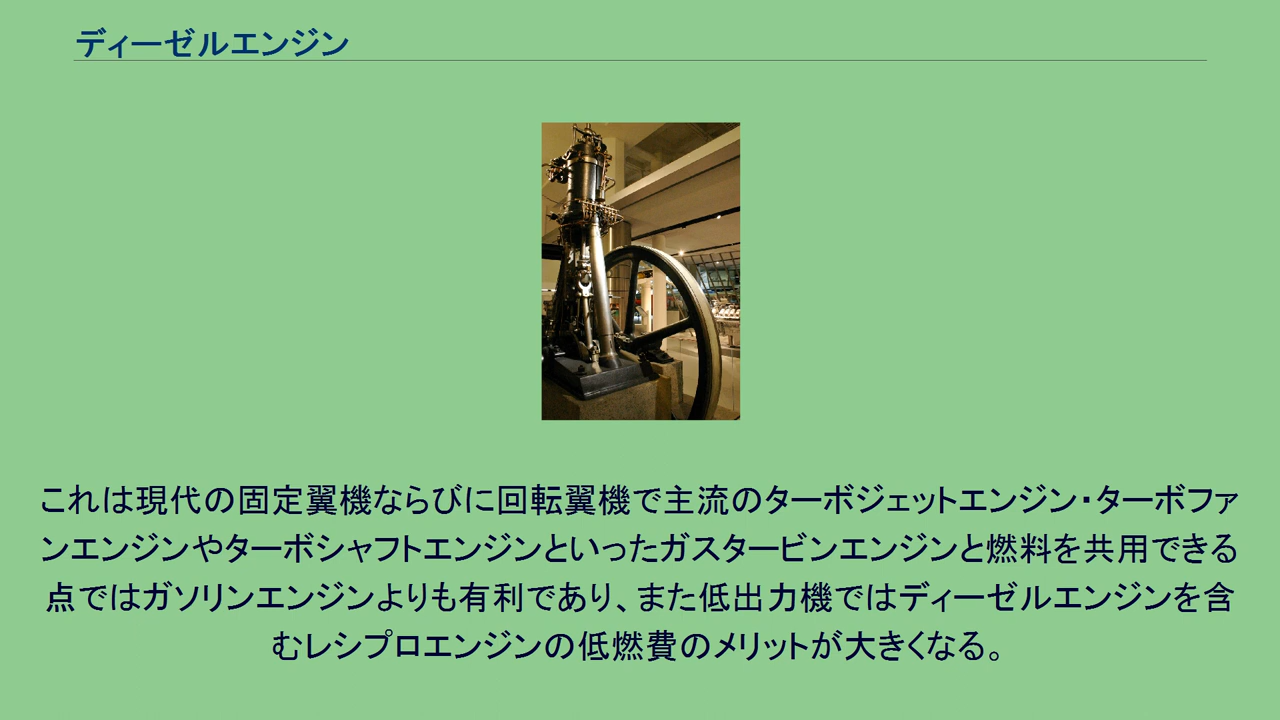 ディーゼルエンジン
これは現代の固定翼機ならびに回転翼機で主流のターボジェットエンジン・ターボファ
ンエンジンやターボシャフトエンジンといったガスタービンエンジンと燃料を共用できる
点ではガソリンエンジンよりも有利であり、また低出力機ではディーゼルエンジンを含
むレシプロエンジンの低燃費のメリットが大きくなる。